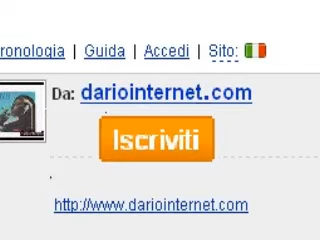 ronologia | Guida | Accedi | Sito:
Da: dariointernet.com
Iscriviti
http://www.dariointernet.com